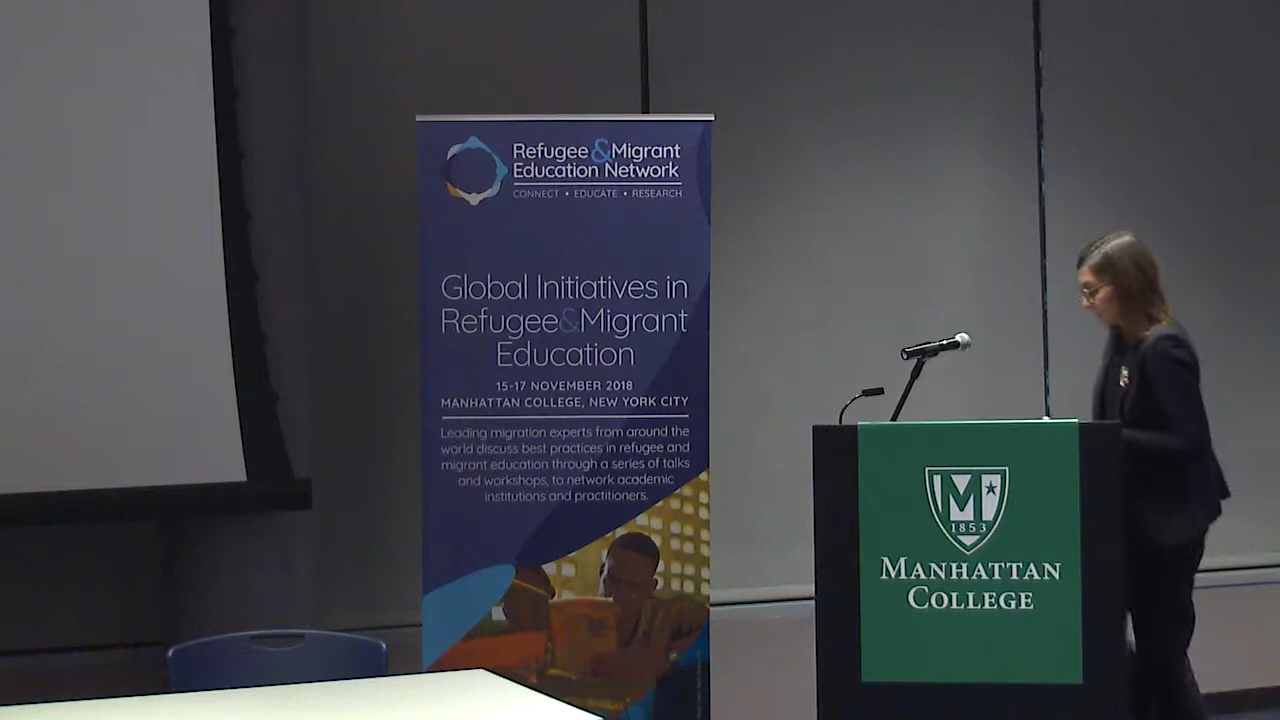 Refugee & Migrant
Education Network
CONNECT • EDUCATE • RESEARCH
Global Initiatives in
Refugee & Migrant
Education
15-17 NOVEMBER 2018
MANHATTAN COLLEGE, NEW YORK CITY
Leading migration experts from around the
world discuss best practices in refugee and
migrant education through a series of talks
and workshops, to network academic
institutions and practitioners.
M
1853
MANHATTAN
COLLEGE